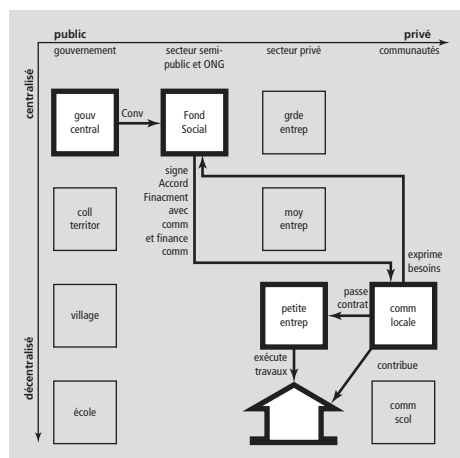 public
privé
gouvernement
secteur semi-
public et ONG
secteur privé
communautés
centralisé
décentralisé
gouv
central
Conv
Fond
Social
grde
entrep
signe
Accord
Finacment
avec
comm
et finance
comm
coll
territor
moy
entrep
exprime
besoins
village
petite
entrep
passe
contrat
comm
locale
exécute
travaux
contribue
école
comm
scol